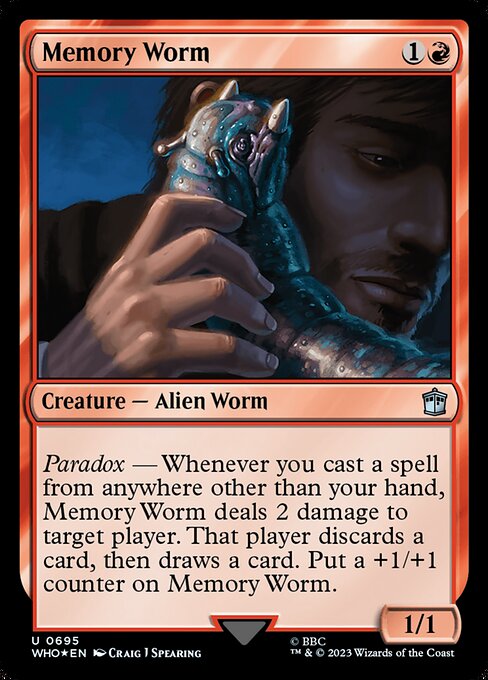 Memory Worm 1
Creature — Alien Worm
Paradox — Whenever you cast a spell
from anywhere other than your hand,
Memory Worm deals 2 damage to
target player. That player discards a
card, then draws a card. Put a +1/+1
counter on Memory Worm.
1/1
U 0695 © BBC
WHO★EN Craig J Spearing ™ & © 2023 Wizards of the Coast